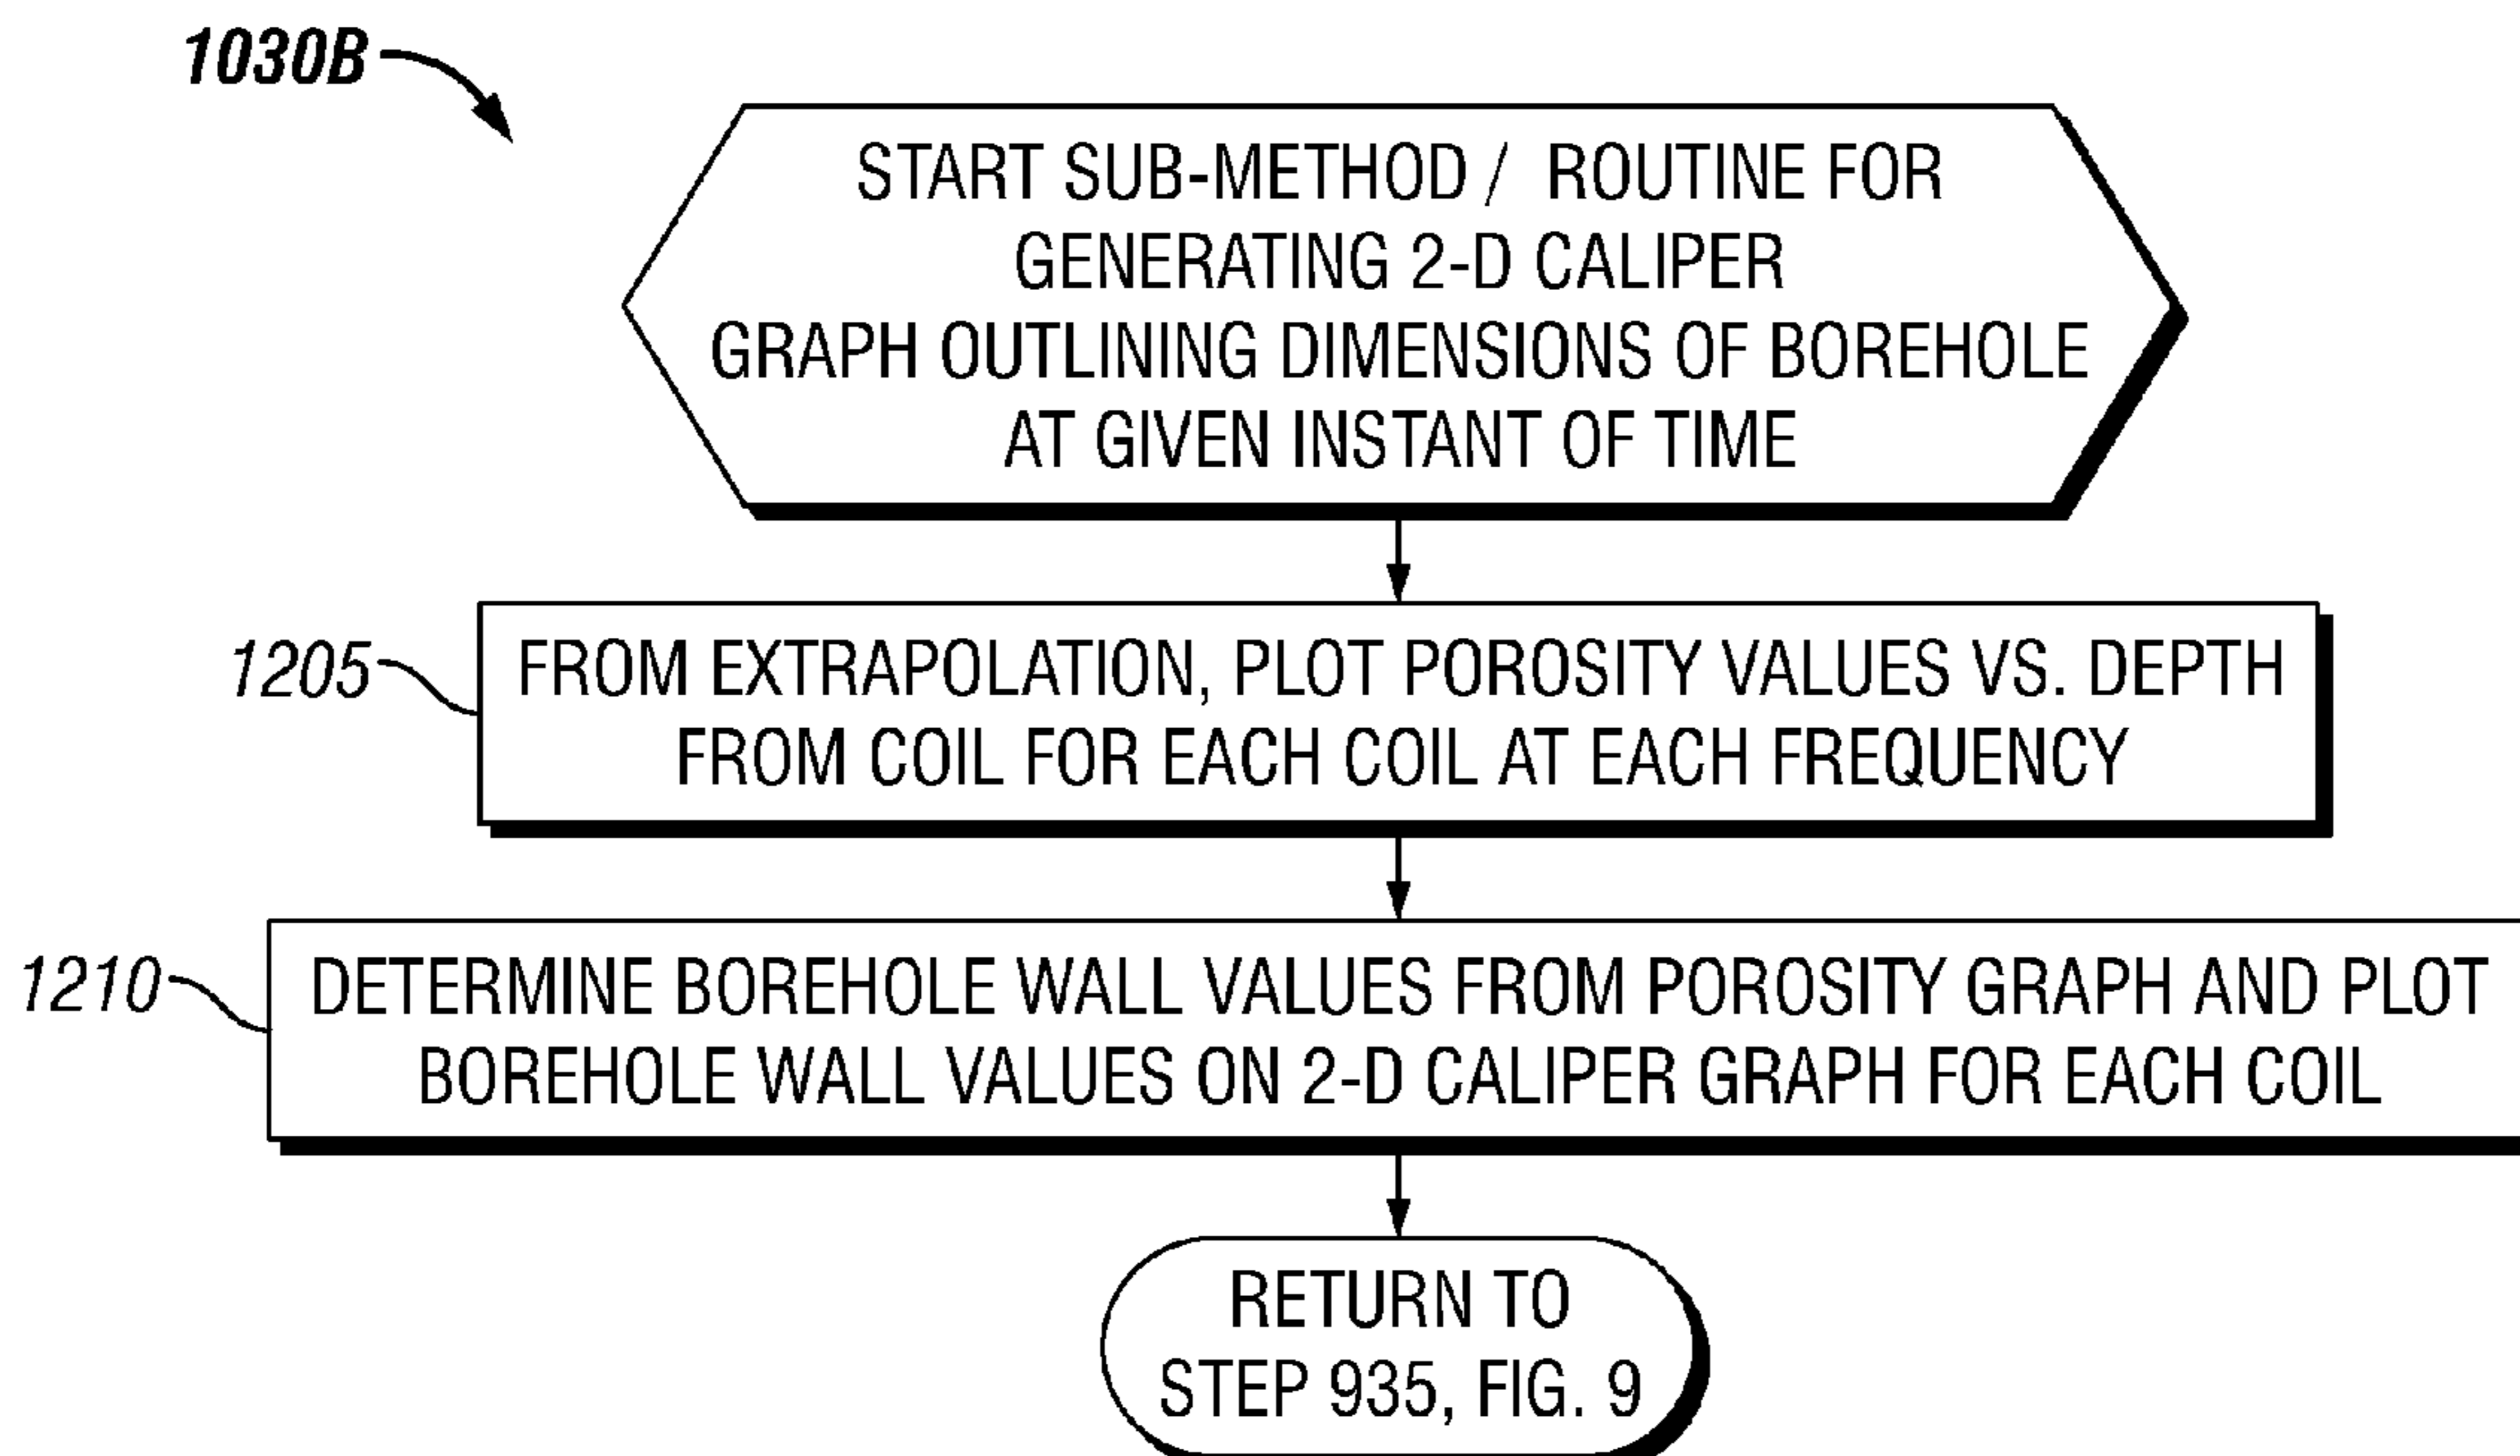 1030B
START SUB-METHOD / ROUTINE FOR
GENERATING 2-D CALIPER
GRAPH OUTLINING DIMENSIONS OF BOREHOLE
AT GIVEN INSTANT OF TIME
1205
FROM EXTRAPOLATION, PLOT POROSITY VALUES VS. DEPTH
FROM COIL FOR EACH COIL AT EACH FREQUENCY
1210
DETERMINE BOREHOLE WALL VALUES FROM POROSITY GRAPH AND PLOT
BOREHOLE WALL VALUES ON 2-D CALIPER GRAPH FOR EACH COIL
RETURN TO
STEP 935, FIG. 9